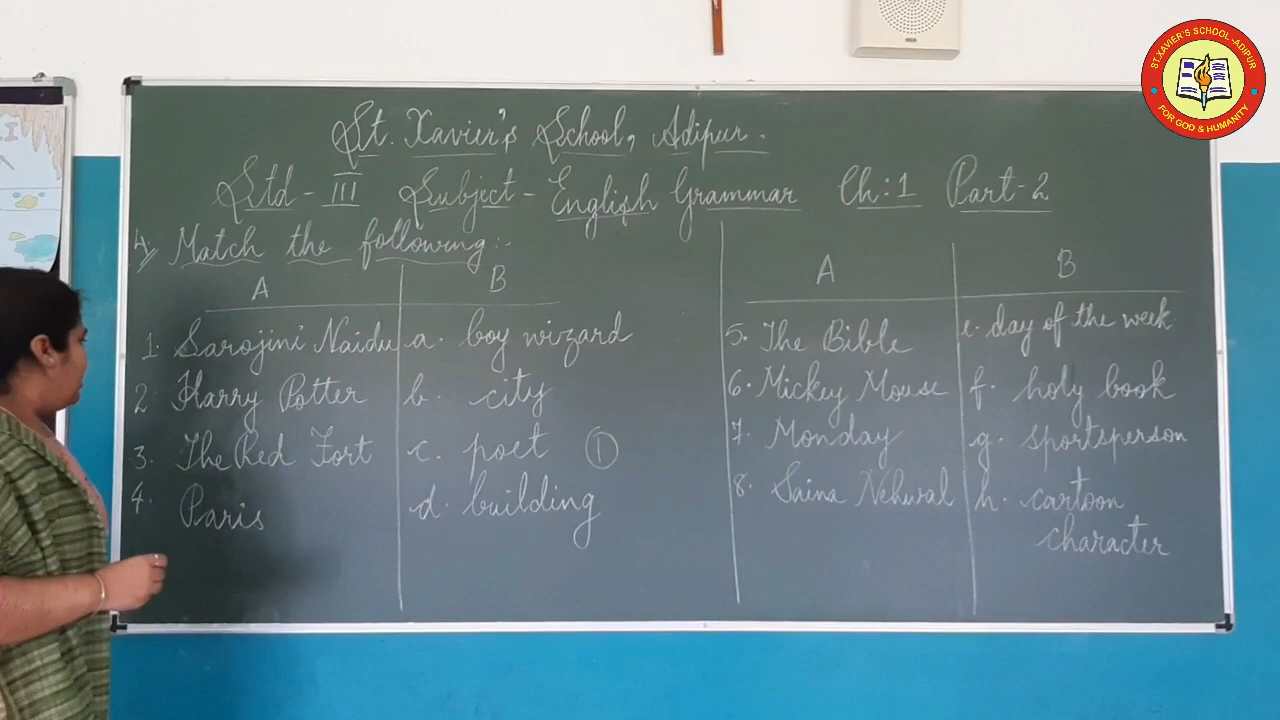 ST. XAVIER'S SCHOOL-ADIPUR
FOR GOD & HUMANITY
St. Xavier's School, Adipur.
Std - III Subject - English Grammar Ch:1 Part-2
4. Match the following:-
A B
1. Sarojini Naidu a. boy wizard
2 Harry Potter b. city
3. The Red Fort c. poet 1
4. Paris d. building
A B
5. The Bible e. day of the week
6. Mickey Mouse f. holy book
7. Monday g. sportsperson
8. Saina Nehwal h. cartoon
character